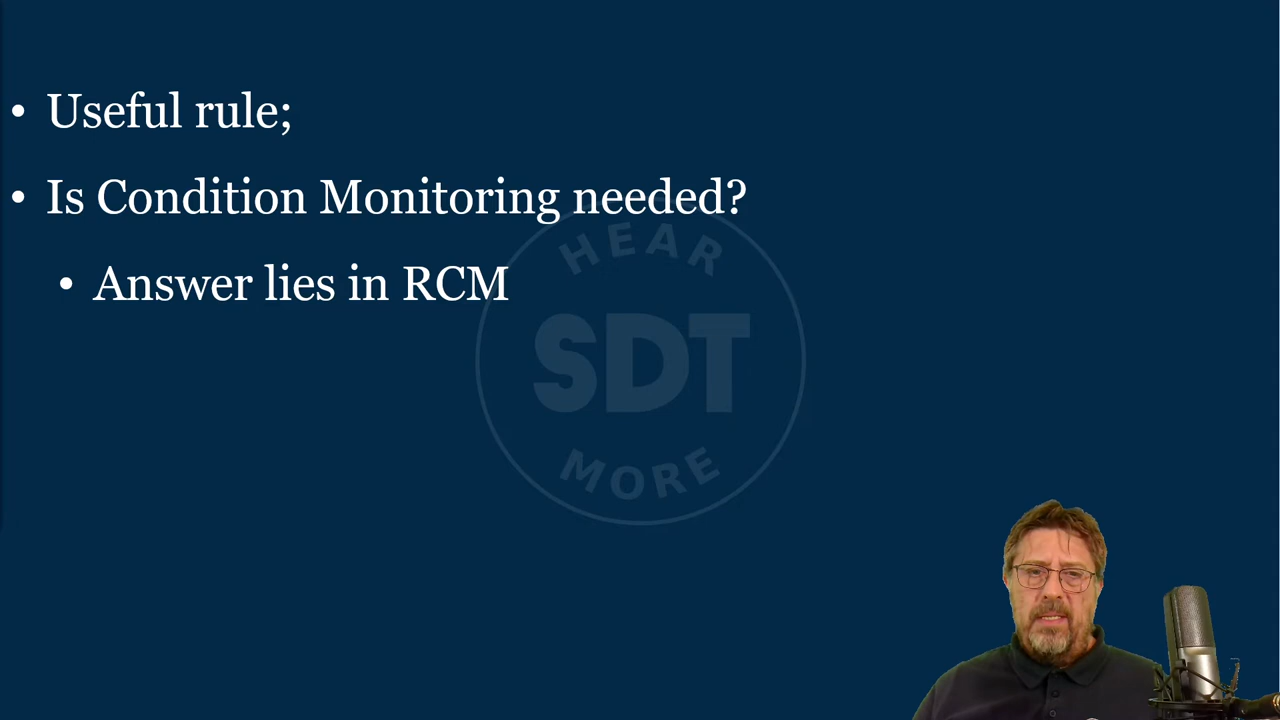 • Useful rule;
• Is Condition Monitoring needed?
• Answer lies in RCM
HEAR
SDT
MORE